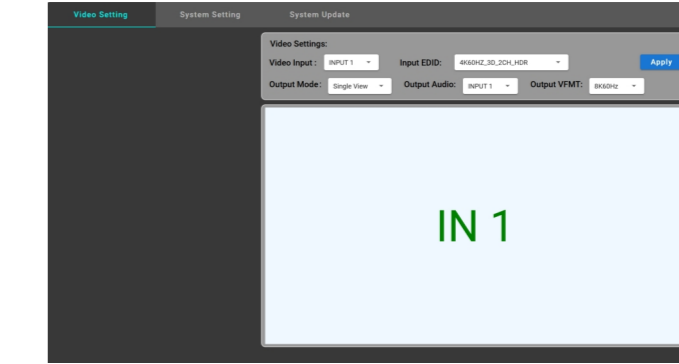 Video Setting System Setting System Update
Video Settings:
Video Input : INPUT 1 Input EDID: 4K60HZ_3D_2CH_HDR Apply
Output Mode: Single View Output Audio: INPUT 1 Output VFMT: 8K60Hz
IN 1